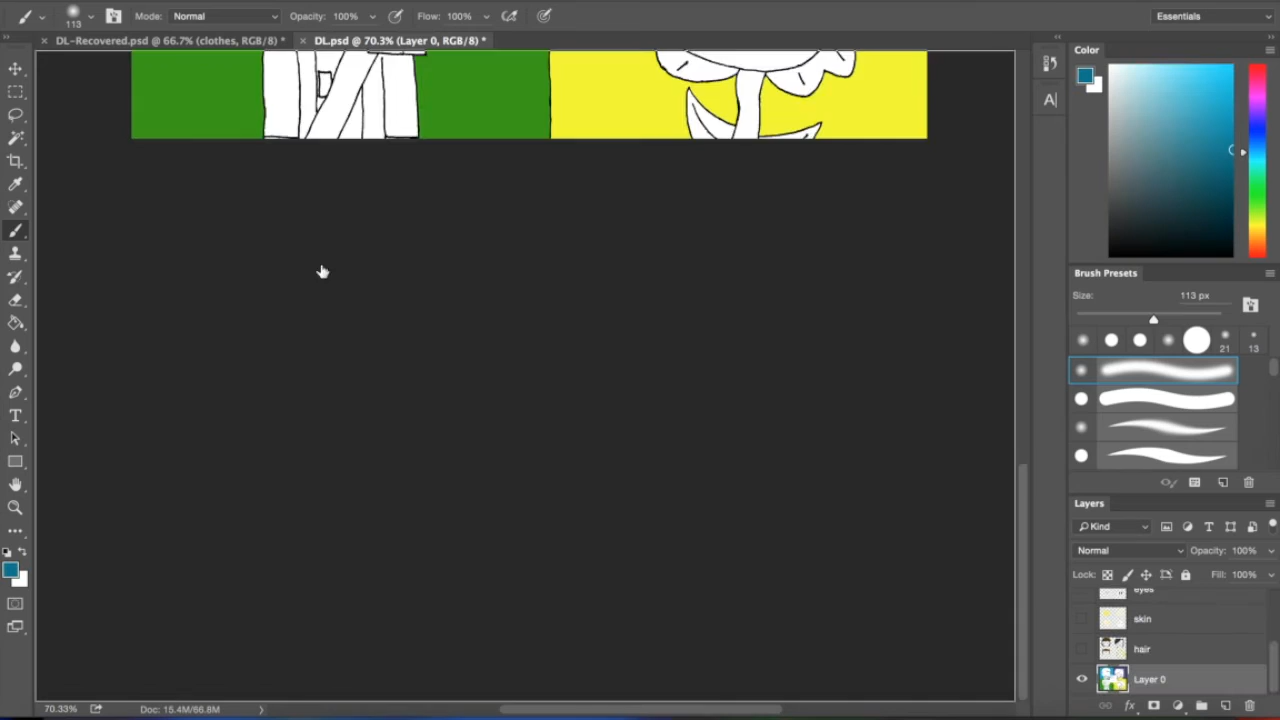 113 Mode: Normal Opacity: 100% Flow: 100% Essentials
DL-Recovered.psd @ 66.7% (clothes, RGB/8) * DL.psd @ 70.3% (Layer 0, RGB/8) *
Color
A
Brush Presets
Size: 113 px
21 13
Layers
Kind
Normal Opacity: 100%
Lock: Fill: 100%
eyes
skin
hair
Layer 0
70.33% Doc: 15.4M/66.8M